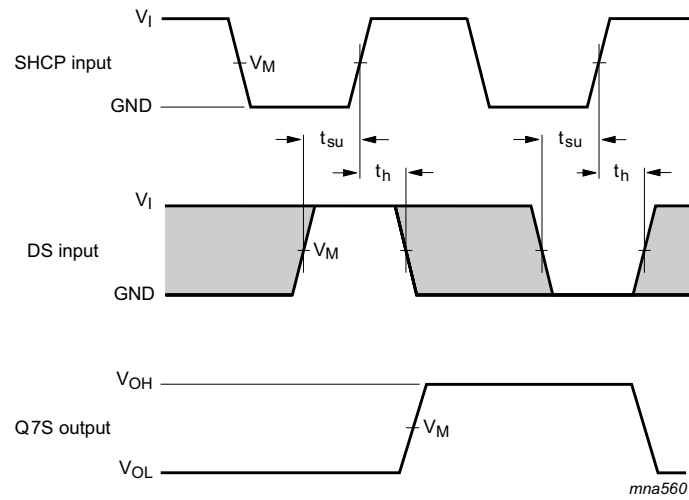 VI
SHCP input
VM
GND
tsu
tsu
th
th
VI
DS input
VM
GND
VOH
Q7S output
VM
VOL
mna560